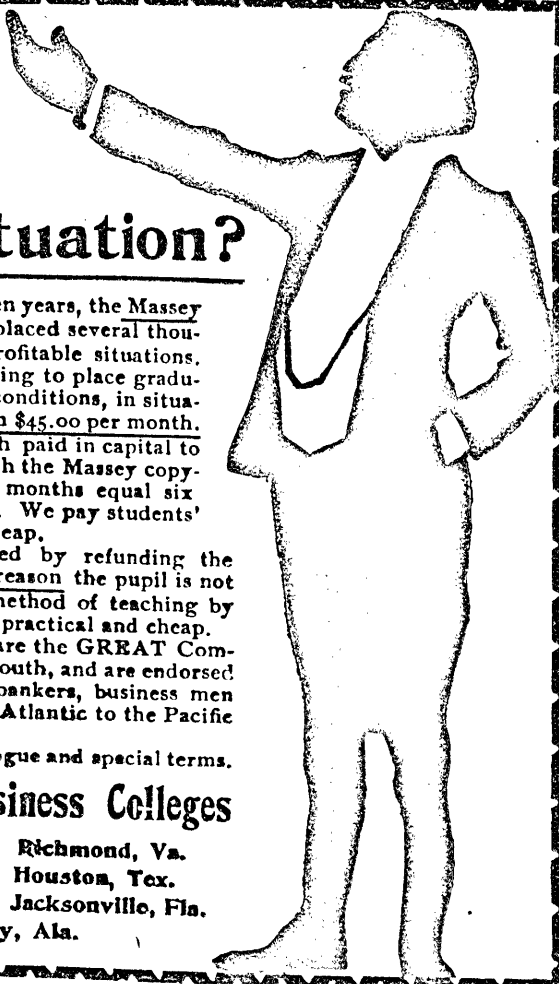 tuation?
en years, the Massey
placed several thou-
rofitable situations.
ing to place gradu-
conditions, in situa-
n $45.00 per month.
h paid in capital to
h the Massey copy-
months equal six
. We pay students'
eap.
ed by refunding the
reason the pupil is not
method of teaching by
practical and cheap.
are the GREAT Com-
outh, and are endorsed
bankers, business men
Atlantic to the Pacific
ogue and special terms.
siness Colleges
Richmond, Va.
Houston, Tex.
Jacksonville, Fla.
y, Ala.